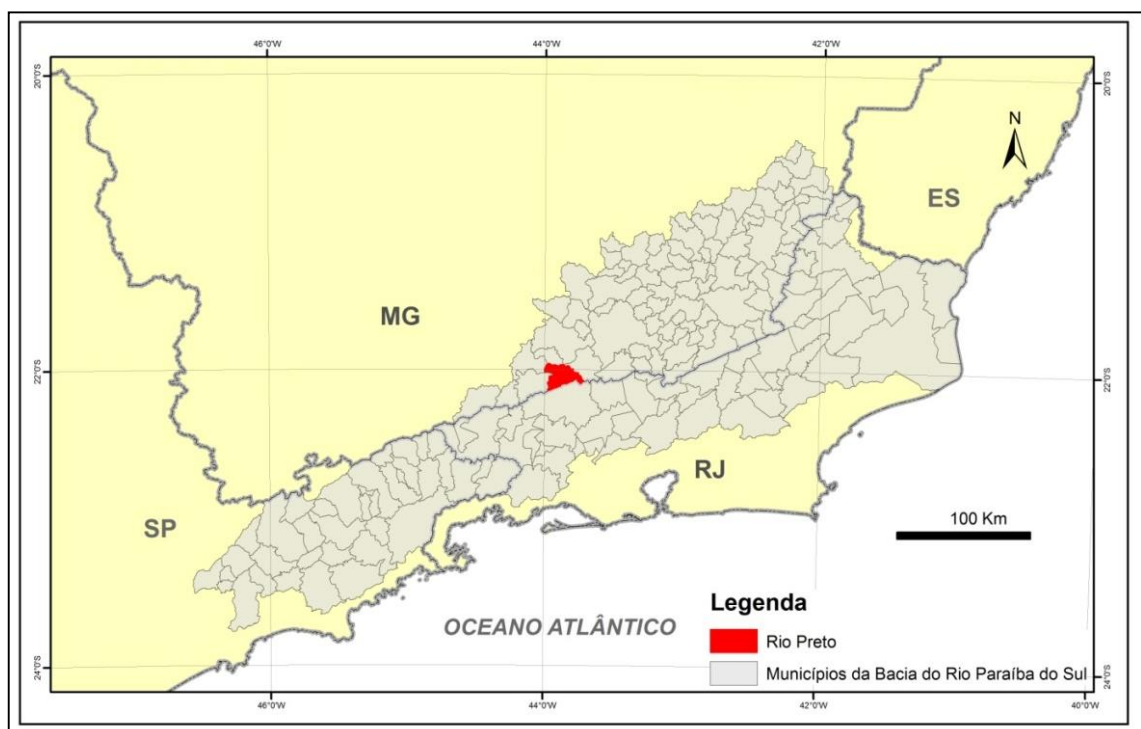 46°0'W 44°0'W 42°0'W
20°0'S 20°0'S
N
ES
MG
22°0'S 22°0'S
RJ
SP
100 Km
Legenda
OCEANO ATLÂNTICO
Rio Preto
Municípios da Bacia do Rio Paraíba do Sul
24°0'S 24°0'S
46°0'W 44°0'W 42°0'W 40°0'W